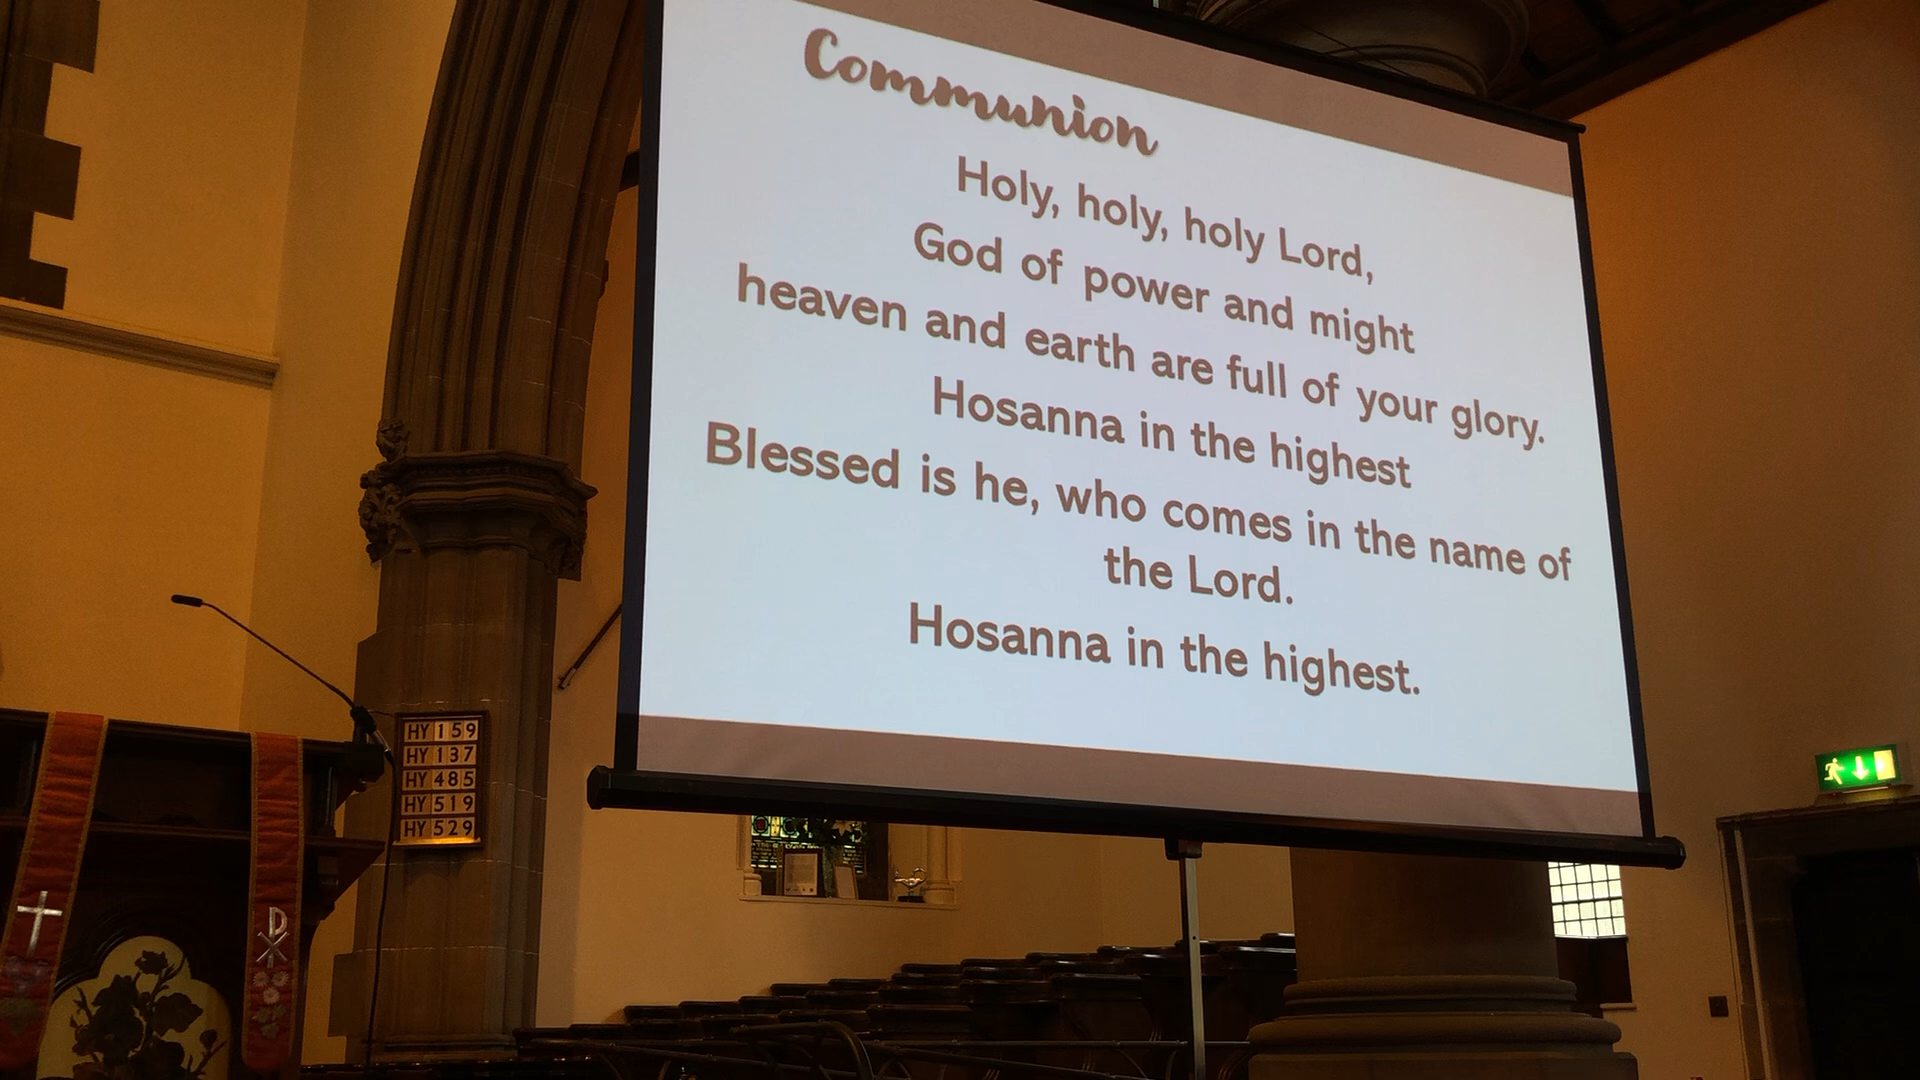 Communion
Holy, holy, holy Lord,
God of power and might
heaven and earth are full of your glory.
Hosanna in the highest
Blessed is he, who comes in the name of
the Lord.
Hosanna in the highest.
HY 159
HY 137
HY 485
HY 519
HY 529